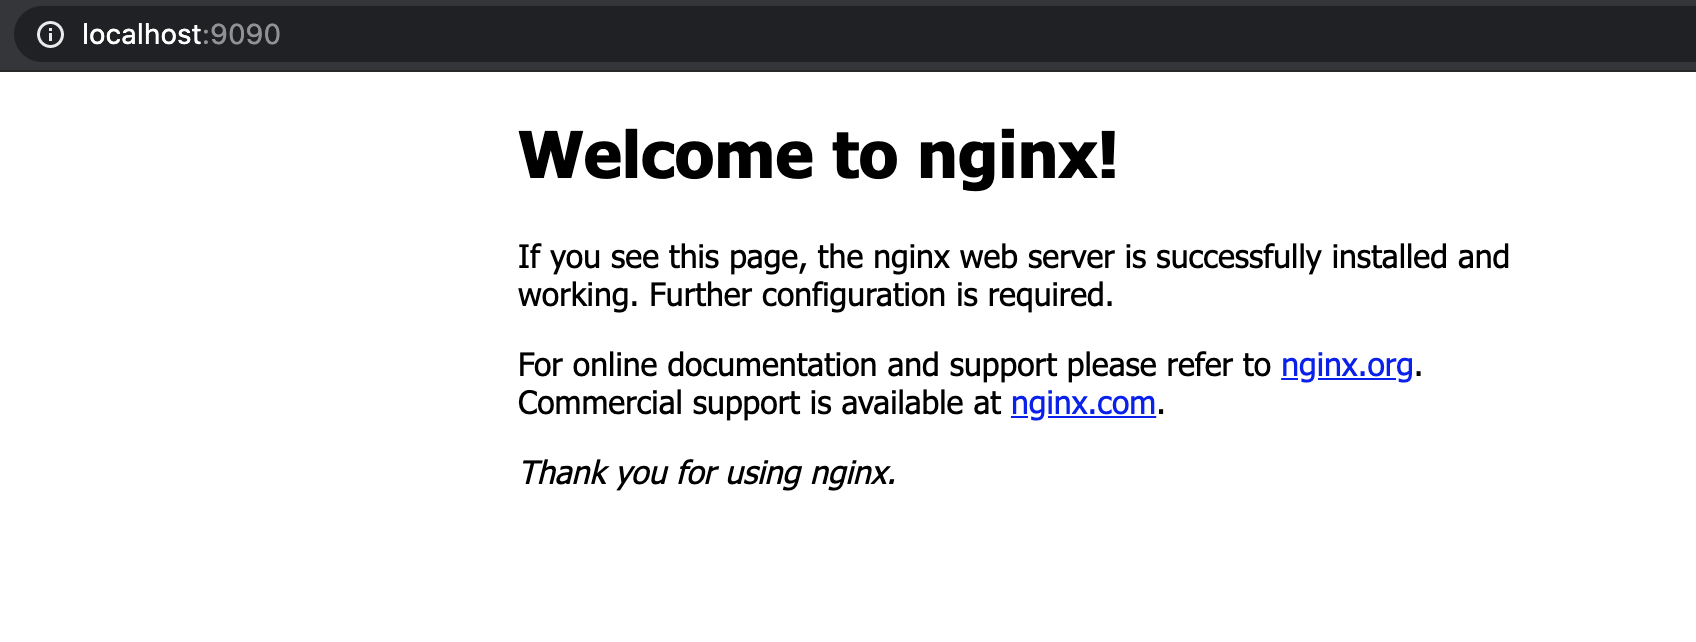 localhost:9090
Welcome to nginx!
If you see this page, the nginx web server is successfully installed and
working. Further configuration is required.
For online documentation and support please refer to nginx.org.
Commercial support is available at nginx.com.
Thank you for using nginx.